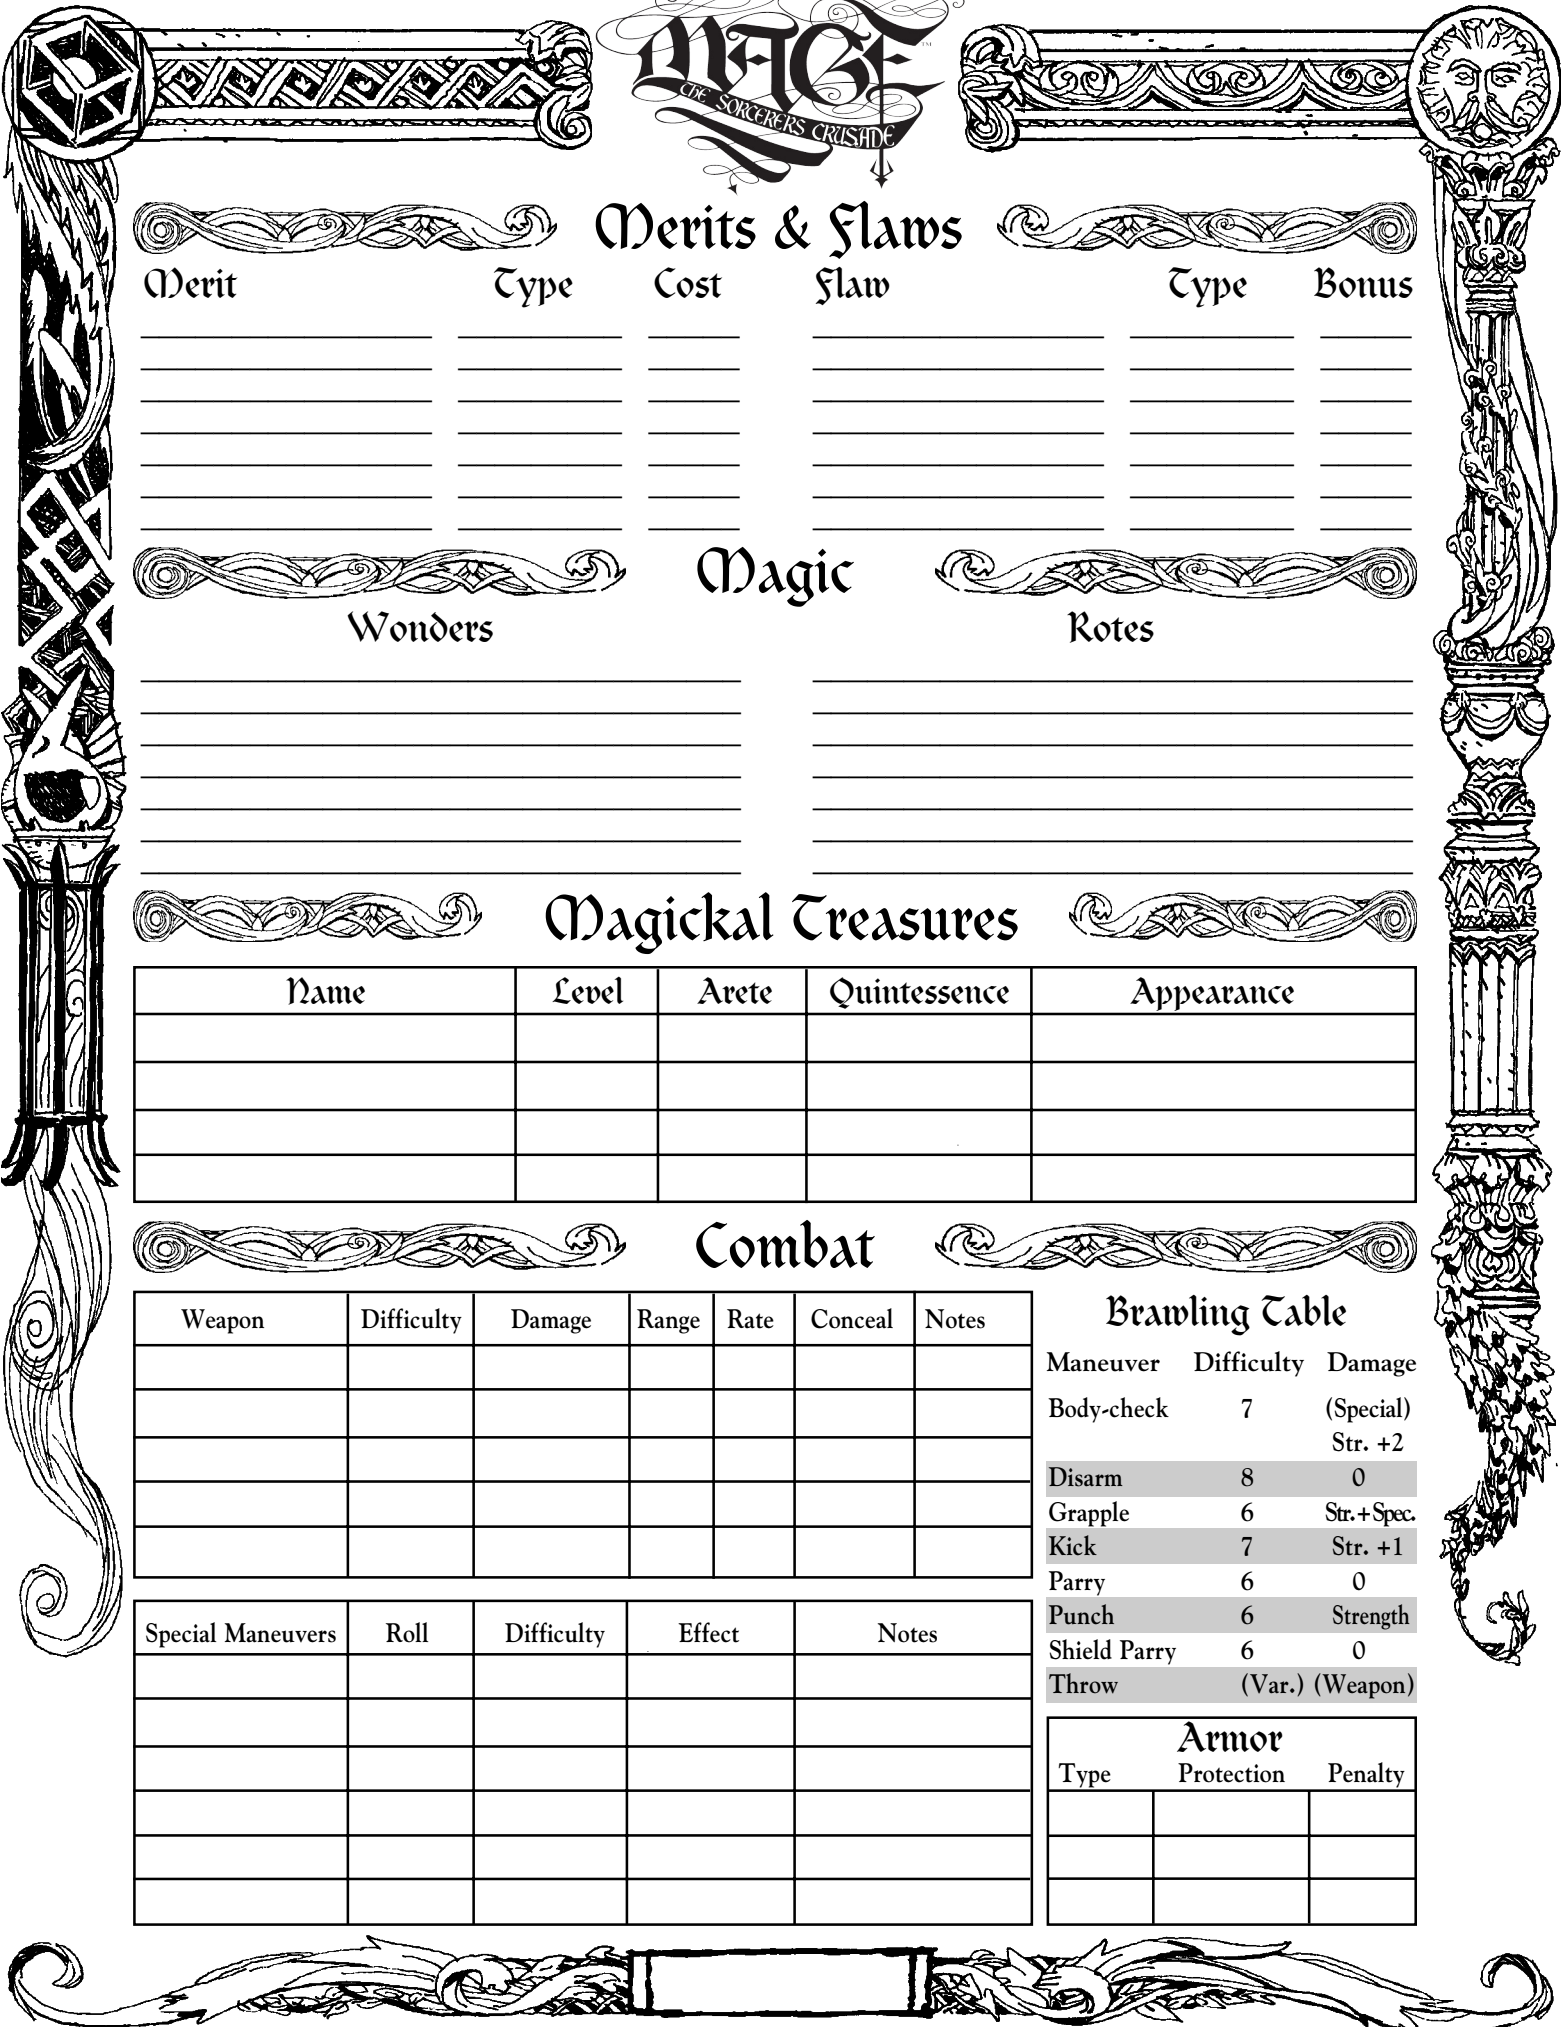 MAGE™
THE SORCERERS CRUSADE
Merits & Flaws
Merit Type Cost Flaw Type Bonus
Magic
Wonders Rotes
Magickal Treasures
Name Level Arete Quintessence Appearance
Combat
Weapon Difficulty Damage Range Rate Conceal Notes
Special Maneuvers Roll Difficulty Effect Notes
Brawling Table
Maneuver Difficulty Damage
Body-check 7 (Special)
Str. +2
Disarm 8 0
Grapple 6 Str.+Spec.
Kick 7 Str. +1
Parry 6 0
Punch 6 Strength
Shield Parry 6 0
Throw (Var.) (Weapon)
Armor
Type Protection Penalty